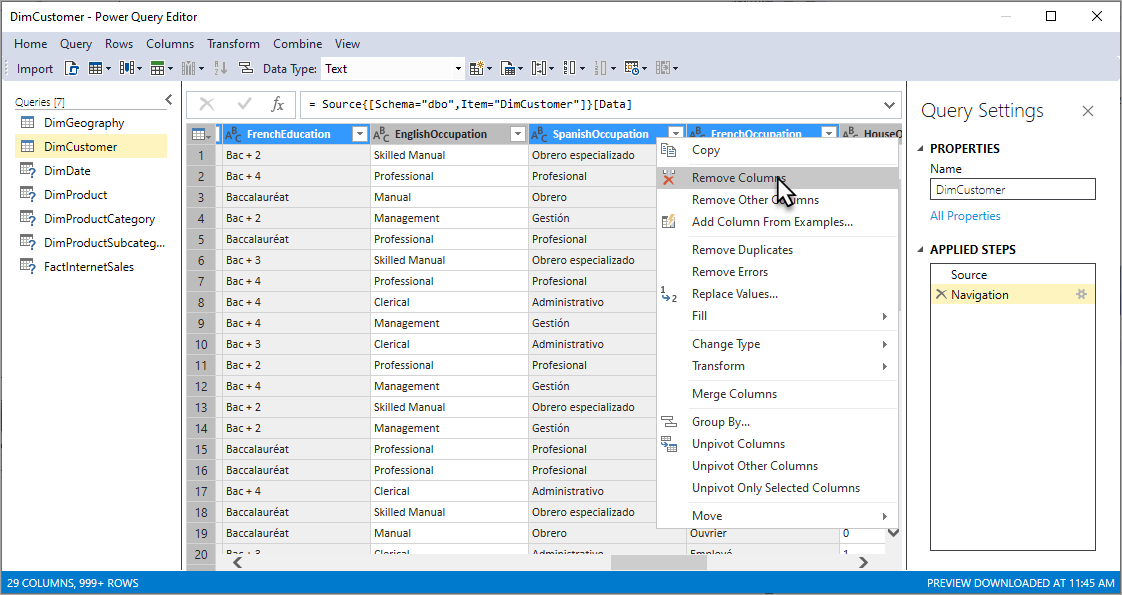 DimCustomer - Power Query Editor
Home Query Rows Columns Transform Combine View
Import Data Type: Text
Queries [7]
DimGeography
DimCustomer
DimDate
DimProduct
DimProductCategory
DimProductSubcateg...
FactInternetSales
fx = Source{[Schema="dbo",Item="DimCustomer"]}[Data]
ABC FrenchEducation ABC EnglishOccupation ABC SpanishOccupation ABC FrenchOccupation ABC HouseO
1 Bac + 2 Skilled Manual Obrero especializado
2 Bac + 4 Professional Profesional
3 Baccalauréat Manual Obrero
4 Bac + 2 Management Gestión
5 Baccalauréat Professional Profesional
6 Bac + 3 Skilled Manual Obrero especializado
7 Bac + 4 Professional Profesional
8 Bac + 4 Clerical Administrativo
9 Bac + 4 Management Gestión
10 Bac + 3 Clerical Administrativo
11 Bac + 2 Professional Profesional
12 Bac + 4 Management Gestión
13 Bac + 2 Skilled Manual Obrero especializado
14 Bac + 2 Management Gestión
15 Baccalauréat Professional Profesional
16 Baccalauréat Professional Profesional
17 Bac + 4 Clerical Administrativo
18 Baccalauréat Skilled Manual Obrero especializado
19 Baccalauréat Manual Obrero Ouvrier 0
20 Bac + 3 Clerical Administrativo Employé 1
Copy
Remove Columns
Remove Other Columns
Add Column From Examples...
Remove Duplicates
Remove Errors
Replace Values...
Fill
Change Type
Transform
Merge Columns
Group By...
Unpivot Columns
Unpivot Other Columns
Unpivot Only Selected Columns
Move
Query Settings
PROPERTIES
Name
DimCustomer
All Properties
APPLIED STEPS
Source
Navigation
29 COLUMNS, 999+ ROWS
PREVIEW DOWNLOADED AT 11:45 AM